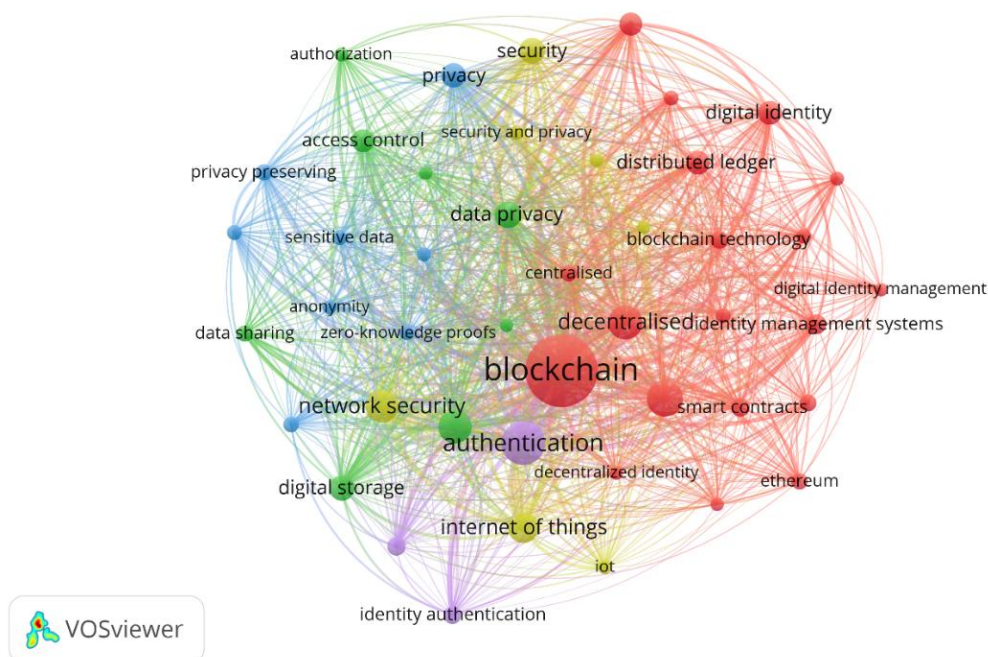 authorization
security
privacy
digital identity
access control
security and privacy
distributed ledger
privacy preserving
data privacy
sensitive data
blockchain technology
centralised
digital identity management
anonymity
data sharing
zero-knowledge proofs
decentralised
identity management systems
blockchain
network security
smart contracts
authentication
decentralized identity
digital storage
ethereum
internet of things
iot
identity authentication
VOSviewer